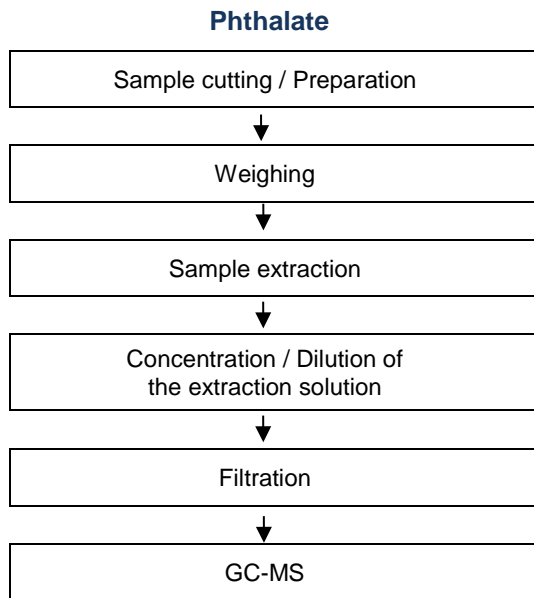 Phthalate
Sample cutting / Preparation
Weighing
Sample extraction
Concentration / Dilution of
the extraction solution
Filtration
GC-MS